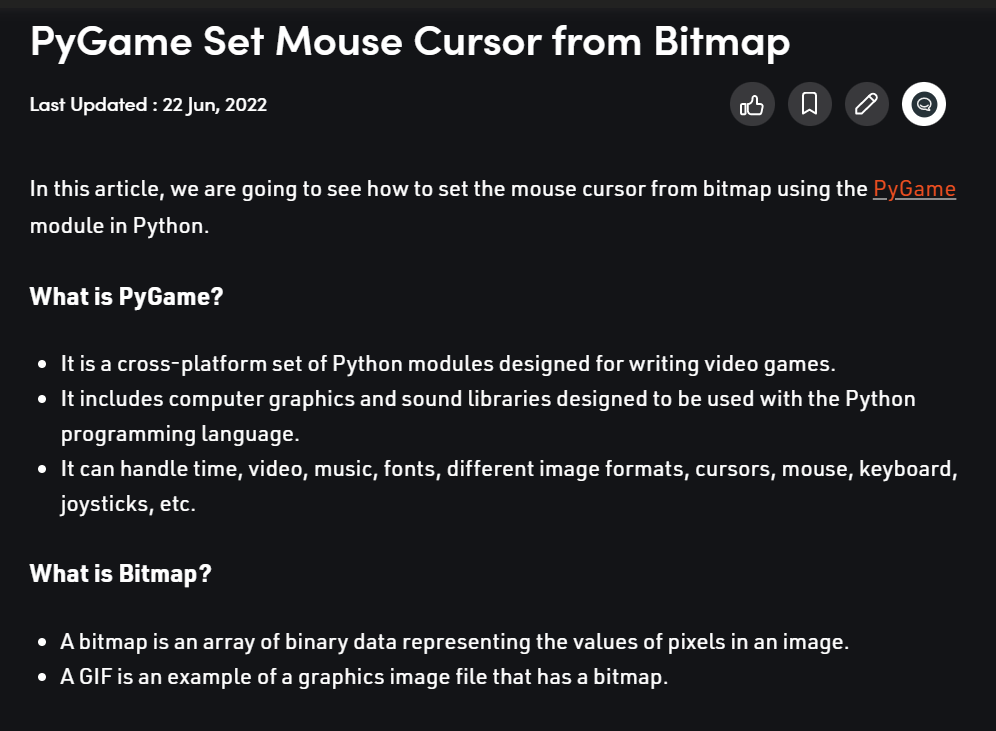 PyGame Set Mouse Cursor from Bitmap
Last Updated : 22 Jun, 2022
In this article, we are going to see how to set the mouse cursor from bitmap using the PyGame
module in Python.
What is PyGame?
• It is a cross-platform set of Python modules designed for writing video games.
• It includes computer graphics and sound libraries designed to be used with the Python
programming language.
• It can handle time, video, music, fonts, different image formats, cursors, mouse, keyboard,
joysticks, etc.
What is Bitmap?
• A bitmap is an array of binary data representing the values of pixels in an image.
• A GIF is an example of a graphics image file that has a bitmap.